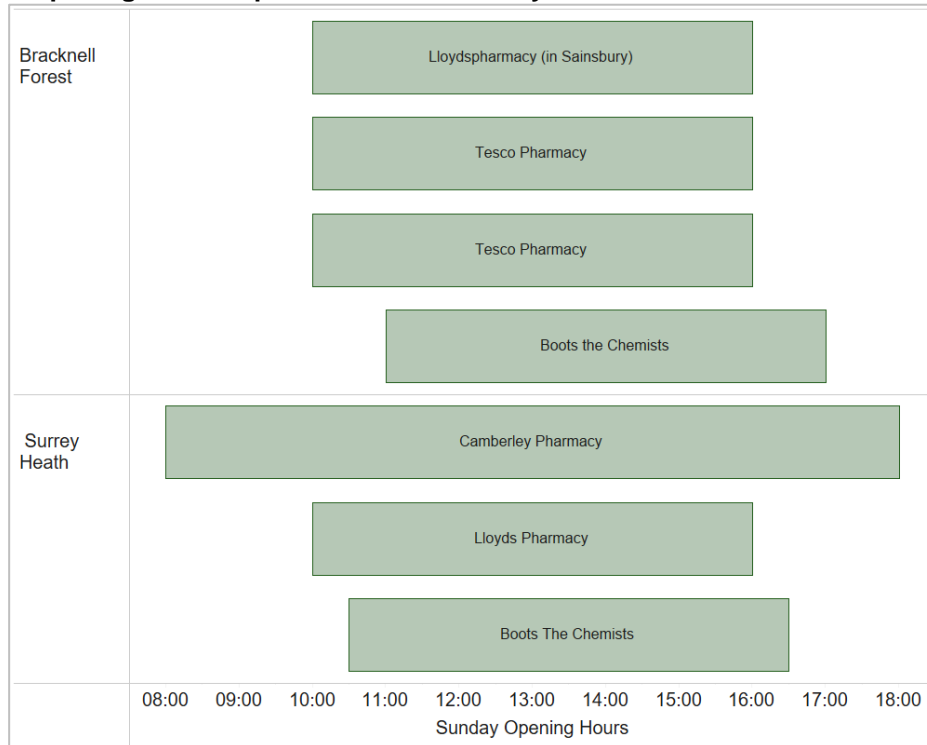 Bracknell
Forest
Lloydspharmacy (in Sainsbury)
Tesco Pharmacy
Tesco Pharmacy
Boots the Chemists
Surrey
Heath
Camberley Pharmacy
Lloyds Pharmacy
Boots The Chemists
08:00 09:00 10:00 11:00 12:00 13:00 14:00 15:00 16:00 17:00 18:00
Sunday Opening Hours